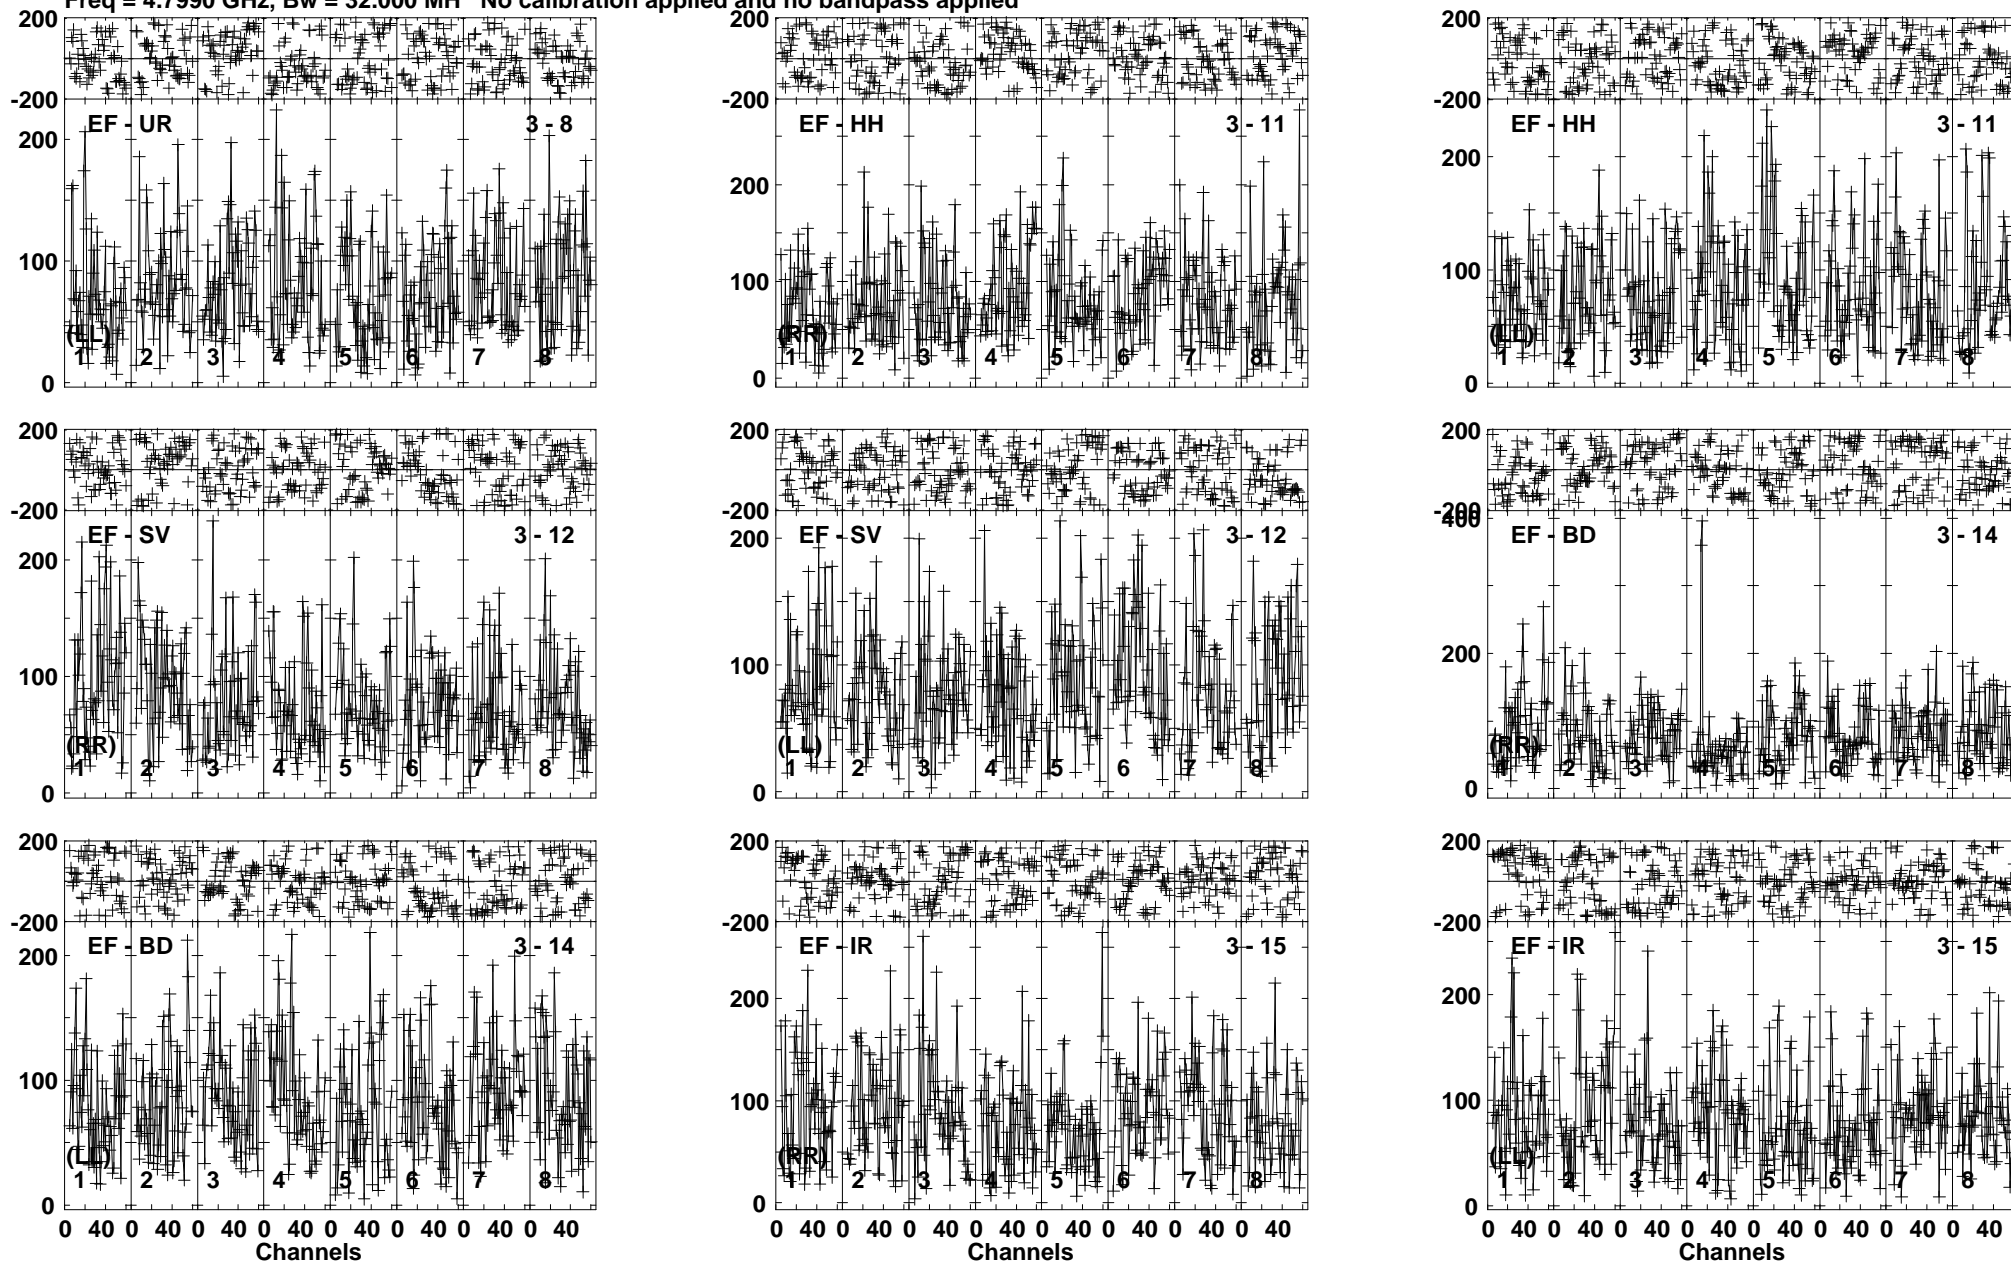 Freq = 4.7990 GHz, Bw = 32.000 MH No calibration applied and no bandpass applied
200 200 200
-200 -200 -200
EF - UR 3 - 8 EF - HH 3 - 11 EF - HH 3 - 11
200 200 200
100 100 100
(LL) (RR) (LL)
1 2 3 4 5 6 7 8 1 2 3 4 5 6 7 8 1 2 3 4 5 6 7 8
0 0 0
200 200 200
-200 -200 -200
400
EF - SV 3 - 12 EF - SV 3 - 12 EF - BD 3 - 14
200 200 200
100 100
(RR) (LL) (RR)
1 2 3 4 5 6 7 8 1 2 3 4 5 6 7 8 1 2 3 4 5 6 7 8
0 0 0
200 200 200
-200 -200 -200
EF - BD 3 - 14 EF - IR 3 - 15 EF - IR 3 - 15
200 200 200
100 100 100
(LL) (RR) (LL)
1 2 3 4 5 6 7 8 1 2 3 4 5 6 7 8 1 2 3 4 5 6 7 8
0 0 0
0 40 0 40 0 40 0 40 0 40 0 40 0 40 0 40 0 40 0 40 0 40 0 40 0 40 0 40 0 40 0 40 0 40 0 40 0 40 0 40 0 40 0 40 0 40 0 40
Channels Channels Channels